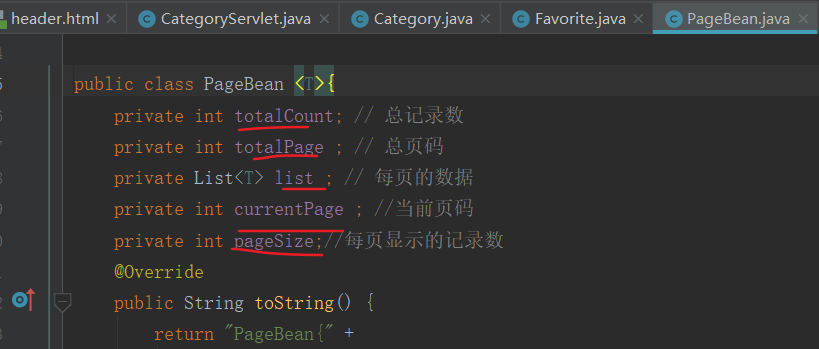 header.html × CategoryServlet.java × Category.java × Favorite.java × PageBean.java ×
public class PageBean <T>{
private int totalCount; // 总记录数
private int totalPage ; // 总页码
private List<T> list ; // 每页的数据
private int currentPage ; //当前页码
private int pageSize;//每页显示的记录数
@Override
public String toString() {
return "PageBean{" +